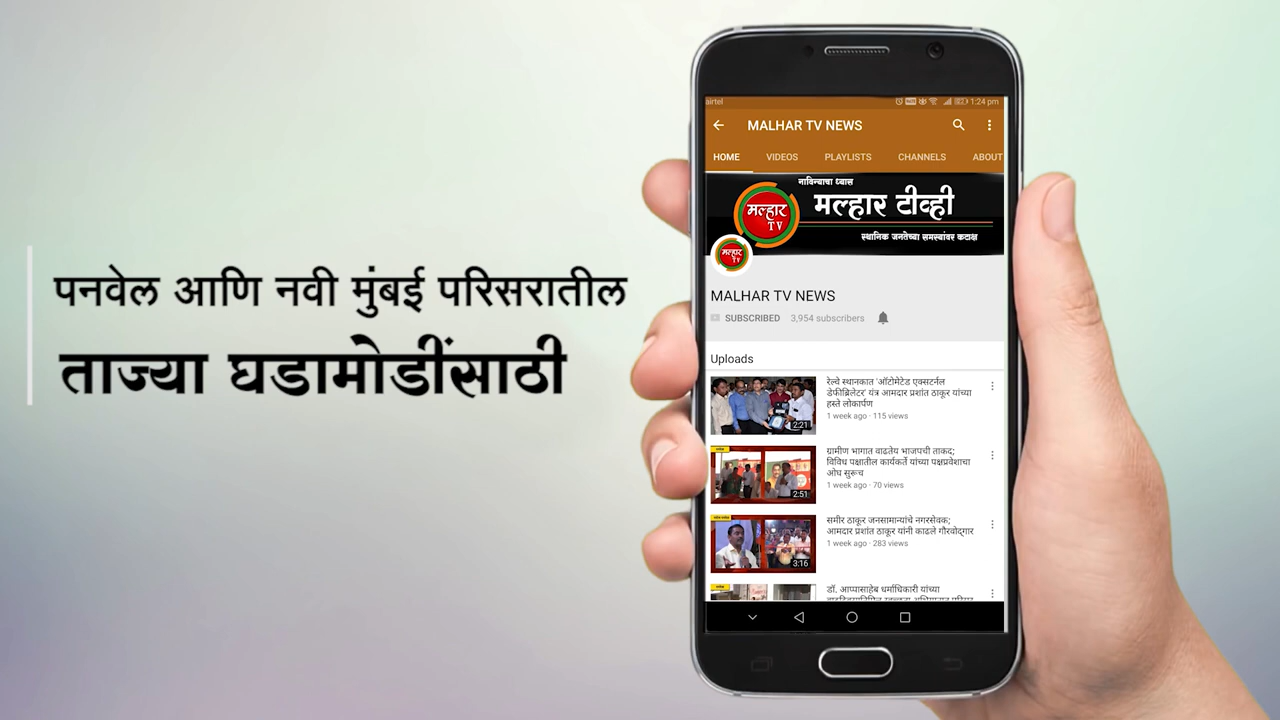 पनवेल आणि नवी मुंबई परिसरातील
ताज्या घडामोडींसाठी
airtel
1:24 pm
MALHAR TV NEWS
HOME VIDEOS PLAYLISTS CHANNELS ABOUT
नाविन्याचा ध्यास
मल्हार टीव्ही
मल्हार
TV
स्थानिक जनतेच्या समस्यांवर कटाक्ष
मल्हार
TV
MALHAR TV NEWS
SUBSCRIBED 3,954 subscribers
Uploads
रेल्वे स्थानकात 'ऑटोमेटेड एक्सटर्नल
डेफीब्रिलेटर' यंत्र आमदार प्रशांत ठाकूर यांच्या
हस्ते लोकार्पण
1 week ago · 115 views
2:21
ग्रामीण भागात वाढतेय भाजपची ताकद;
विविध पक्षातील कार्यकर्ते यांच्या पक्षप्रवेशाचा
ओघ सुरूच
1 week ago · 70 views
2:51
समीर ठाकूर जनसामान्यांचे नगरसेवक;
आमदार प्रशांत ठाकूर यांनी काढले गौरवोद्गार
1 week ago · 283 views
3:16
डॉ. आप्पासाहेब धर्माधिकारी यांच्या